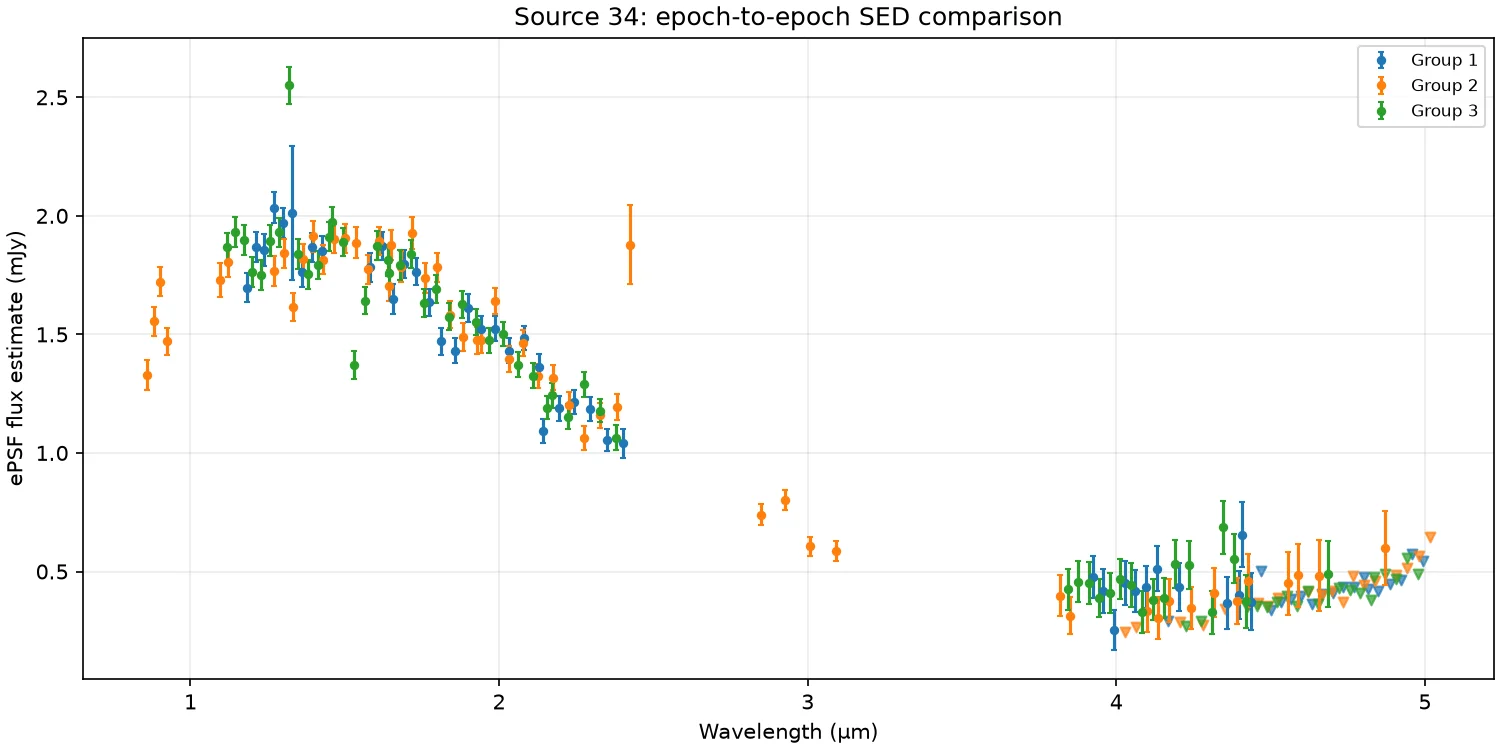 Source 34: epoch-to-epoch SED comparison
Group 1
Group 2
Group 3
ePSF flux estimate (mJy)
2.5
2.0
1.5
1.0
0.5
1
2
3
4
5
Wavelength (μm)